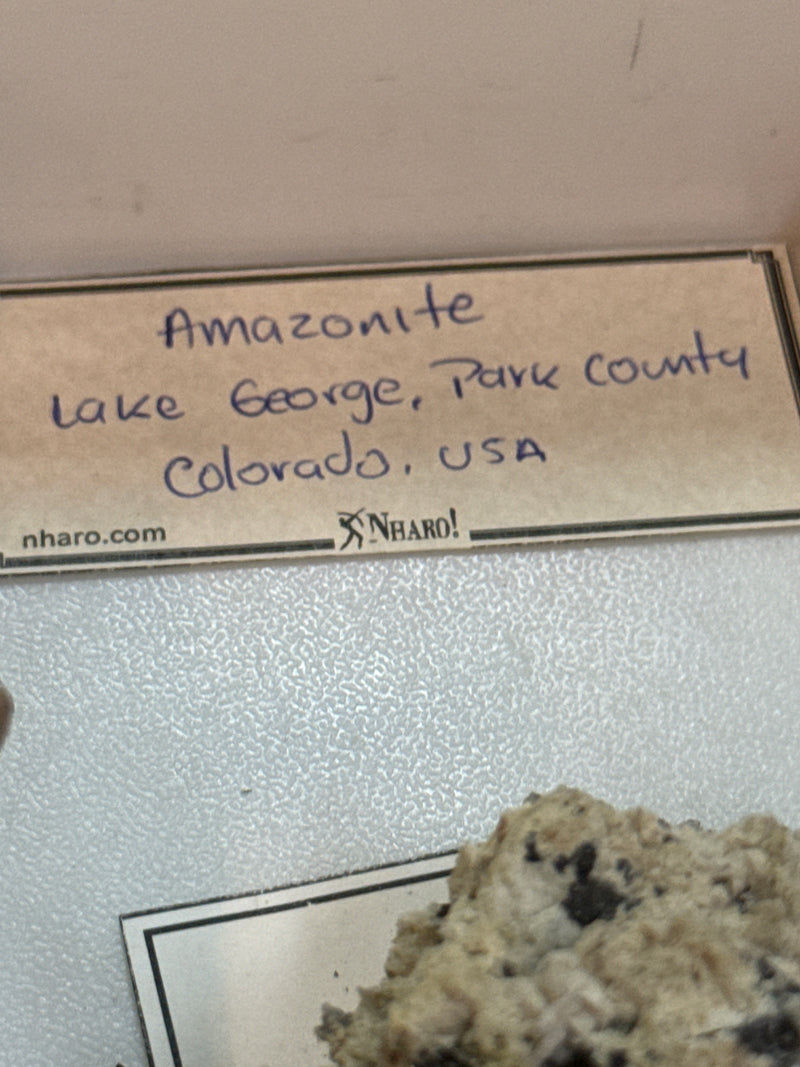 Amazonite
Lake George, Park County
Colorado, USA
nharo.com
NHARO!